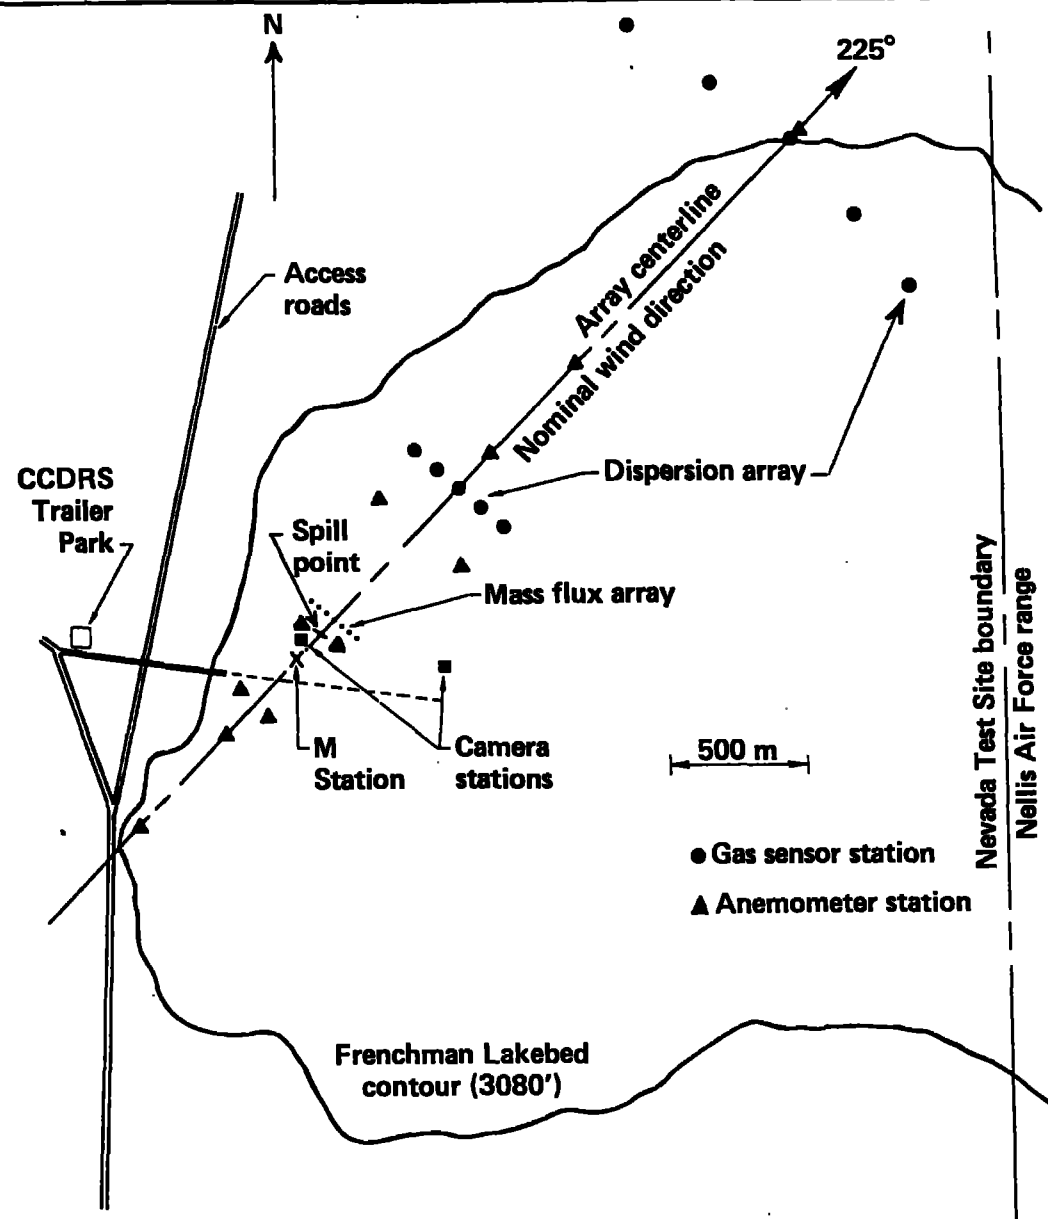 N
225°
Access
roads
Array centerline
Nominal wind direction
CCDRS
Trailer
Park
Dispersion array
Spill
point
Mass flux array
M
Station
Camera
stations
500 m
Nevada Test Site boundary
Nellis Air Force range
Gas sensor station
Anemometer station
Frenchman Lakebed
contour (3080')